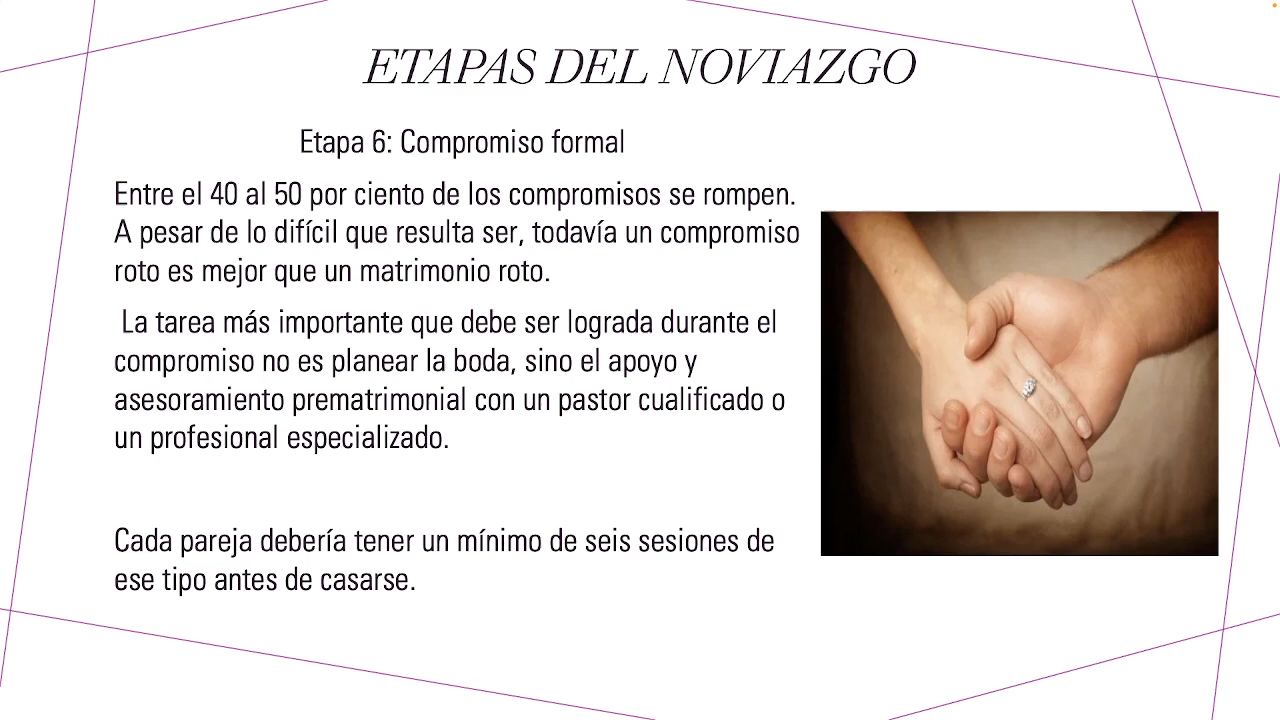 ETAPAS DEL NOVIAZGO
Etapa 6: Compromiso formal
Entre el 40 al 50 por ciento de los compromisos se rompen.
A pesar de lo difícil que resulta ser, todavía un compromiso
roto es mejor que un matrimonio roto.
La tarea más importante que debe ser lograda durante el
compromiso no es planear la boda, sino el apoyo y
asesoramiento prematrimonial con un pastor cualificado o
un profesional especializado.
Cada pareja debería tener un mínimo de seis sesiones de
ese tipo antes de casarse.